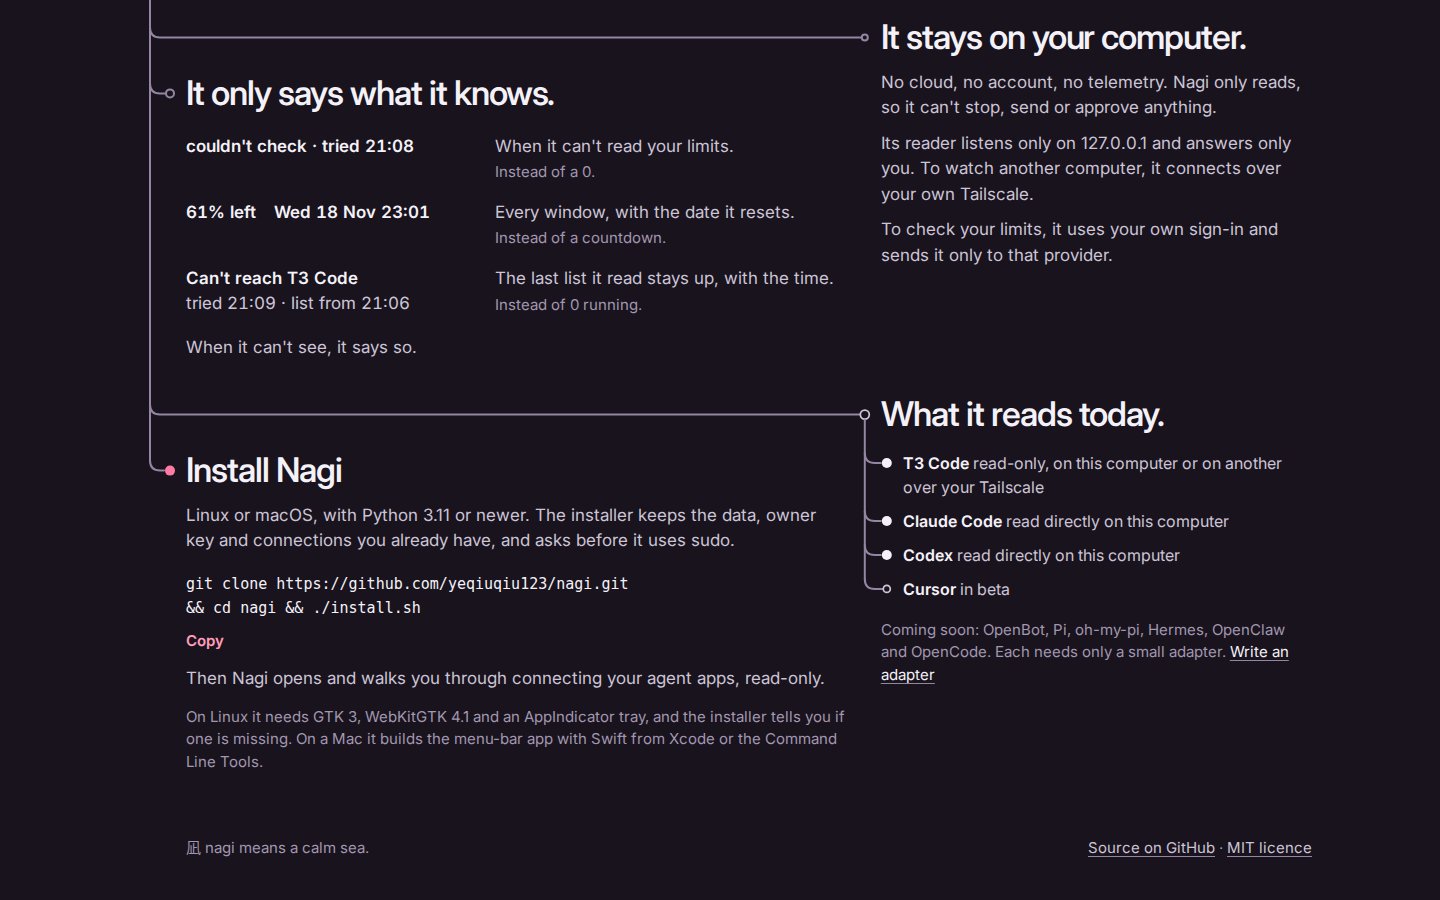 It stays on your computer.
No cloud, no account, no telemetry. Nagi only reads,
so it can't stop, send or approve anything.
Its reader listens only on 127.0.0.1 and answers only
you. To watch another computer, it connects over
your own Tailscale.
To check your limits, it uses your own sign-in and
sends it only to that provider.
It only says what it knows.
couldn't check · tried 21:08
When it can't read your limits.
Instead of a 0.
61% left Wed 18 Nov 23:01
Every window, with the date it resets.
Instead of a countdown.
Can't reach T3 Code
tried 21:09 · list from 21:06
The last list it read stays up, with the time.
Instead of 0 running.
When it can't see, it says so.
What it reads today.
T3 Code read-only, on this computer or on another
over your Tailscale
Claude Code read directly on this computer
Codex read directly on this computer
Cursor in beta
Coming soon: OpenBot, Pi, oh-my-pi, Hermes, OpenClaw
and OpenCode. Each needs only a small adapter. Write an
adapter
Install Nagi
Linux or macOS, with Python 3.11 or newer. The installer keeps the data, owner
key and connections you already have, and asks before it uses sudo.
git clone https://github.com/yeqiuqiu123/nagi.git
&& cd nagi && ./install.sh
Copy
Then Nagi opens and walks you through connecting your agent apps, read-only.
On Linux it needs GTK 3, WebKitGTK 4.1 and an AppIndicator tray, and the installer tells you if
one is missing. On a Mac it builds the menu-bar app with Swift from Xcode or the Command
Line Tools.
凪 nagi means a calm sea.
Source on GitHub · MIT licence